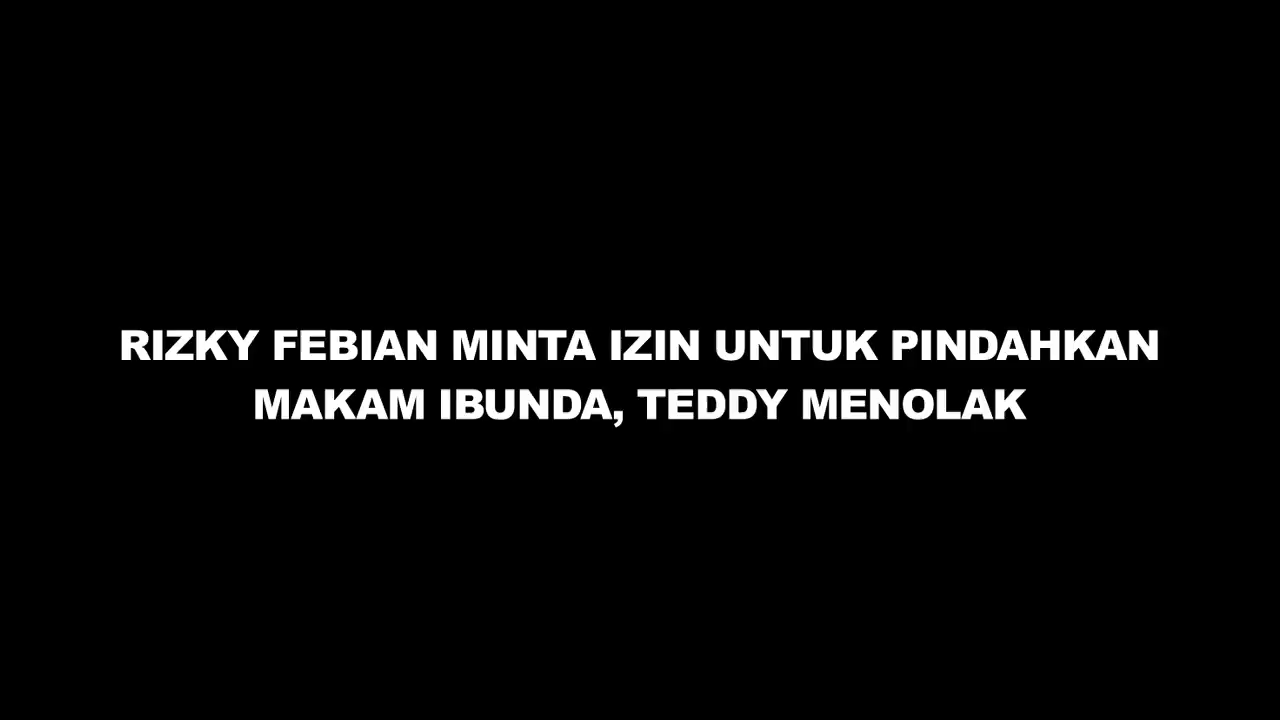 RIZKY FEBIAN MINTA IZIN UNTUK PINDAHKAN
MAKAM IBUNDA, TEDDY MENOLAK